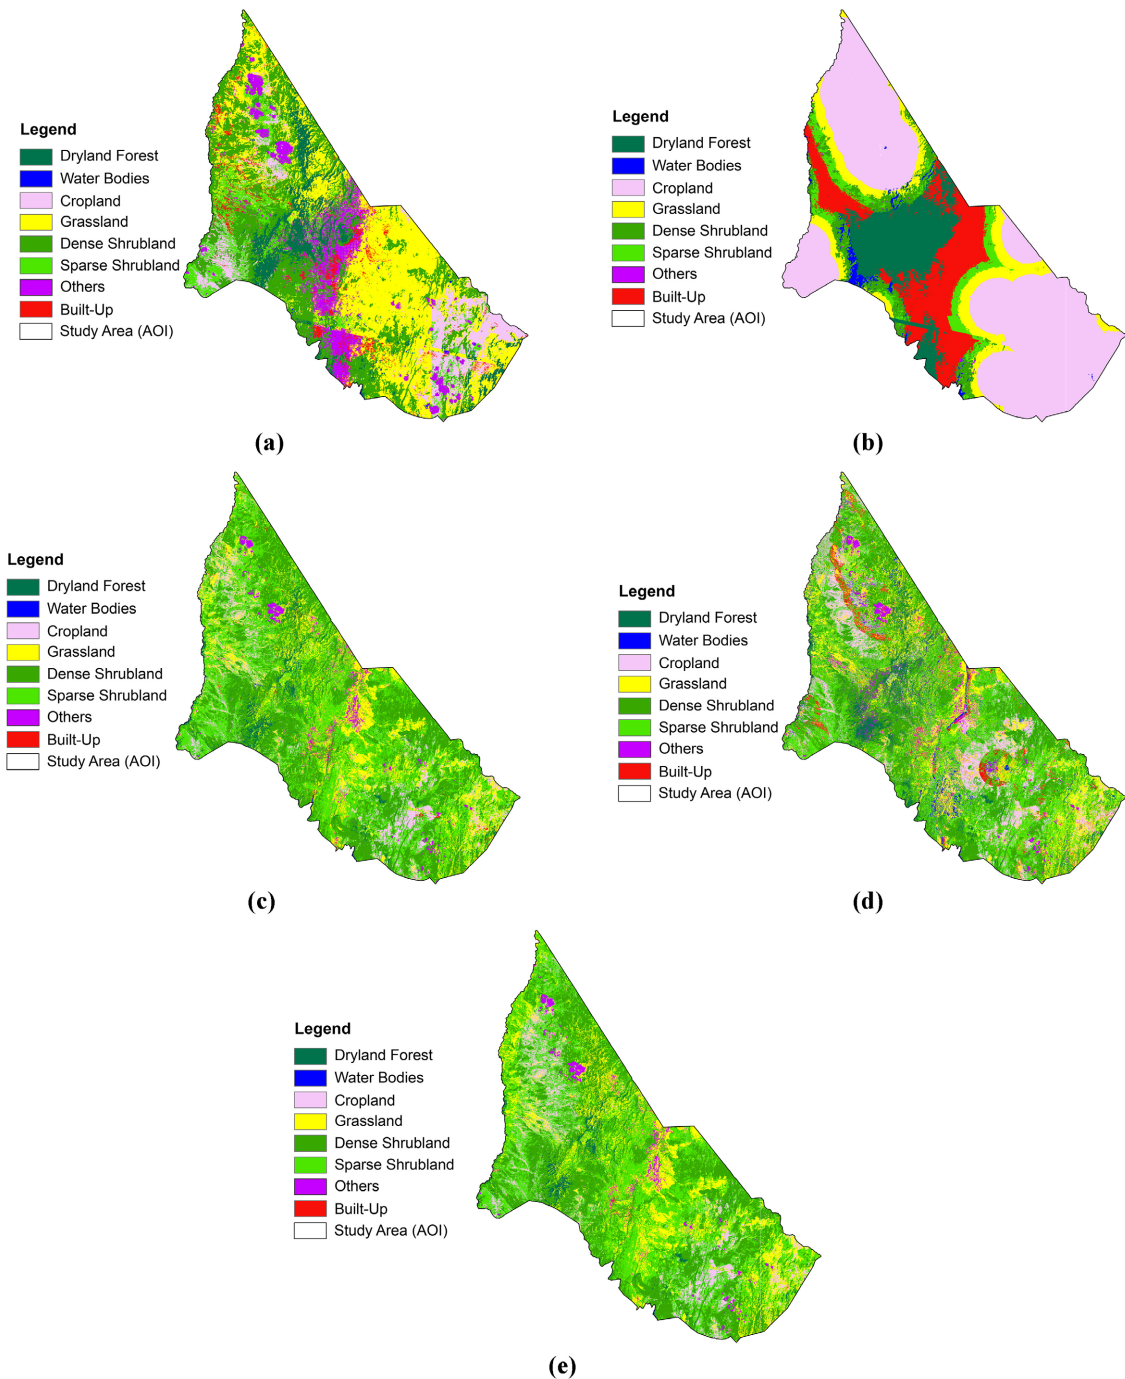 Legend
Dryland Forest
Water Bodies
Cropland
Grassland
Dense Shrubland
Sparse Shrubland
Others
Built-Up
Study Area (AOI)
(a)
Legend
Dryland Forest
Water Bodies
Cropland
Grassland
Dense Shrubland
Sparse Shrubland
Others
Built-Up
Study Area (AOI)
(b)
Legend
Dryland Forest
Water Bodies
Cropland
Grassland
Dense Shrubland
Sparse Shrubland
Others
Built-Up
Study Area (AOI)
(c)
Legend
Dryland Forest
Water Bodies
Cropland
Grassland
Dense Shrubland
Sparse Shrubland
Others
Built-Up
Study Area (AOI)
(d)
Legend
Dryland Forest
Water Bodies
Cropland
Grassland
Dense Shrubland
Sparse Shrubland
Others
Built-Up
Study Area (AOI)
(e)